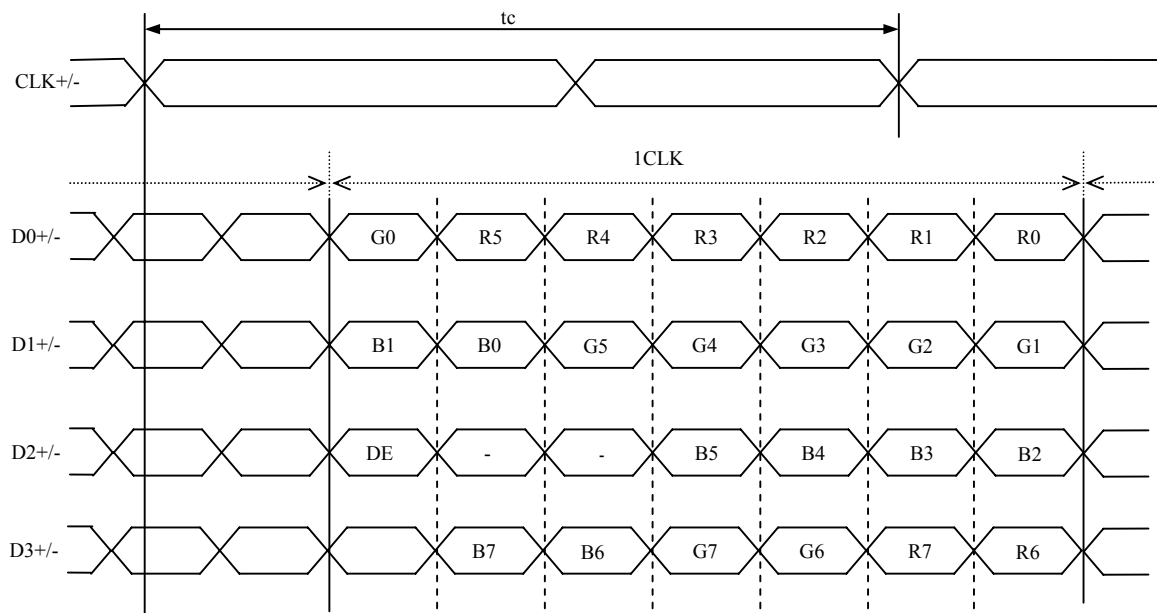 tc
CLK+/-
1CLK
D0+/- G0 R5 R4 R3 R2 R1 R0
D1+/- B1 B0 G5 G4 G3 G2 G1
D2+/- DE - - B5 B4 B3 B2
D3+/- B7 B6 G7 G6 R7 R6